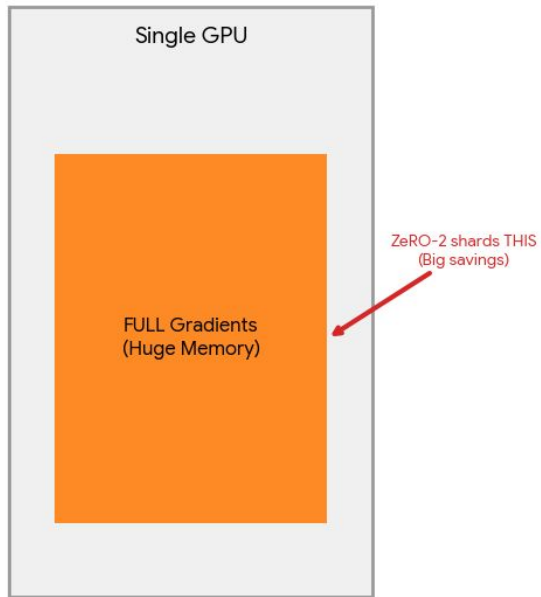 Single GPU
ZeRO-2 shards THIS
(Big savings)
FULL Gradients
(Huge Memory)